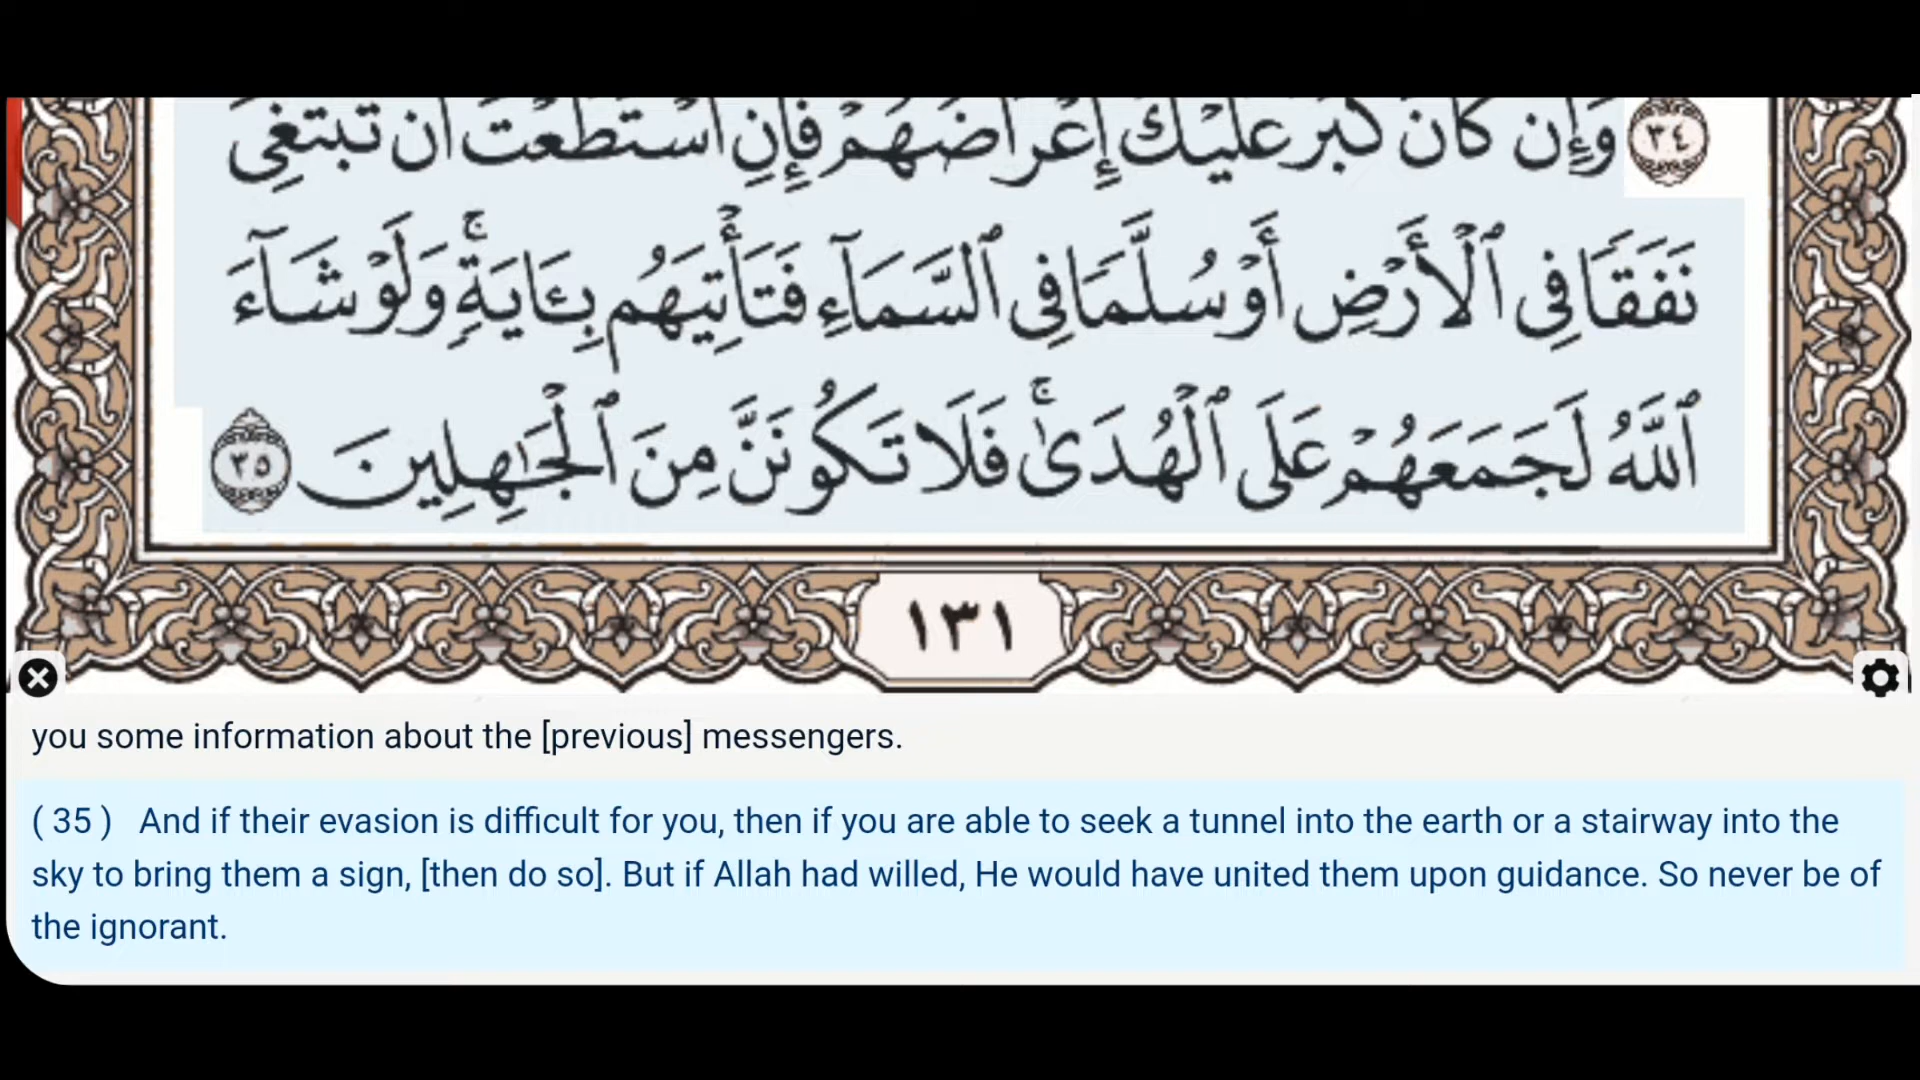 ٣٤ وَإِن كَانَ كَبُرَ عَلَيْكَ إِعْرَاضُهُمْ فَإِنِ ٱسْتَطَعْتَ أَن تَبْتَغِىَ
نَفَقًا فِى ٱلْأَرْضِ أَوْ سُلَّمًا فِى ٱلسَّمَآءِ فَتَأْتِيَهُم بِـَٔايَةٍۢ ۚ وَلَوْ شَآءَ
ٱللَّهُ لَجَمَعَهُمْ عَلَى ٱلْهُدَىٰ ۚ فَلَا تَكُونَنَّ مِنَ ٱلْجَـٰهِلِينَ ٣٥
١٣١
you some information about the [previous] messengers.
( 35 ) And if their evasion is difficult for you, then if you are able to seek a tunnel into the earth or a stairway into the
sky to bring them a sign, [then do so]. But if Allah had willed, He would have united them upon guidance. So never be of
the ignorant.